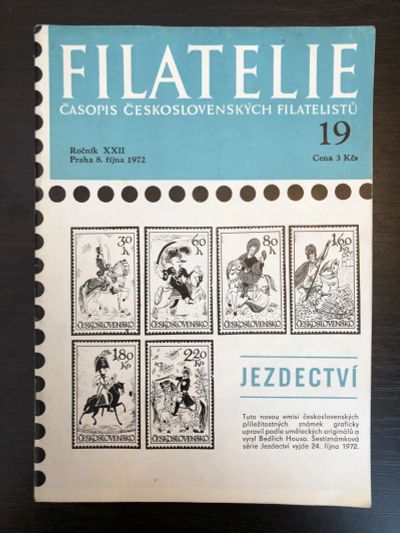 FILATELIE
ČASOPIS ČESKOSLOVENSKÝCH FILATELISTŮ
19
Ročník XXII
Praha 8. října 1972
Cena 3 Kčs
30 h
ČESKOSLOVENSKO
60 h
ČESKOSLOVENSKO
80 h
ČESKOSLOVENSKO
1,60 Kčs
ČESKOSLOVENSKO
1,80 Kčs
ČESKOSLOVENSKO
2,20 Kčs
ČESKOSLOVENSKO
JEZDECTVÍ
Tuto novou emisi československých
příležitostných známek graficky
upravil podle uměleckých originálů a
vyryl Bedřich Housa. Šestiznámková
série Jezdectví vyjde 24. října 1972.